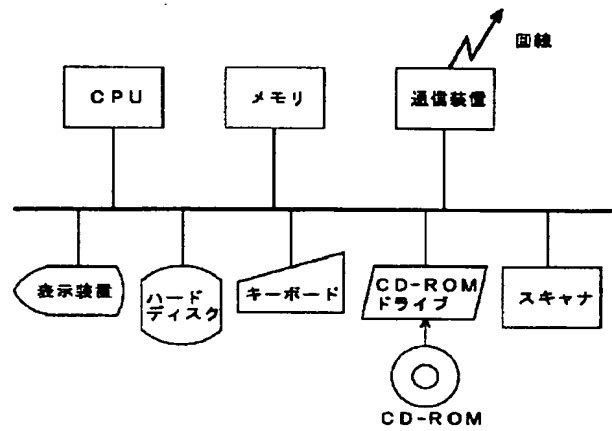 回線
CPU
メモリ
通信装置
表示装置
ハード
ディスク
キーボード
CD-ROM
ドライブ
スキャナ
CD-ROM